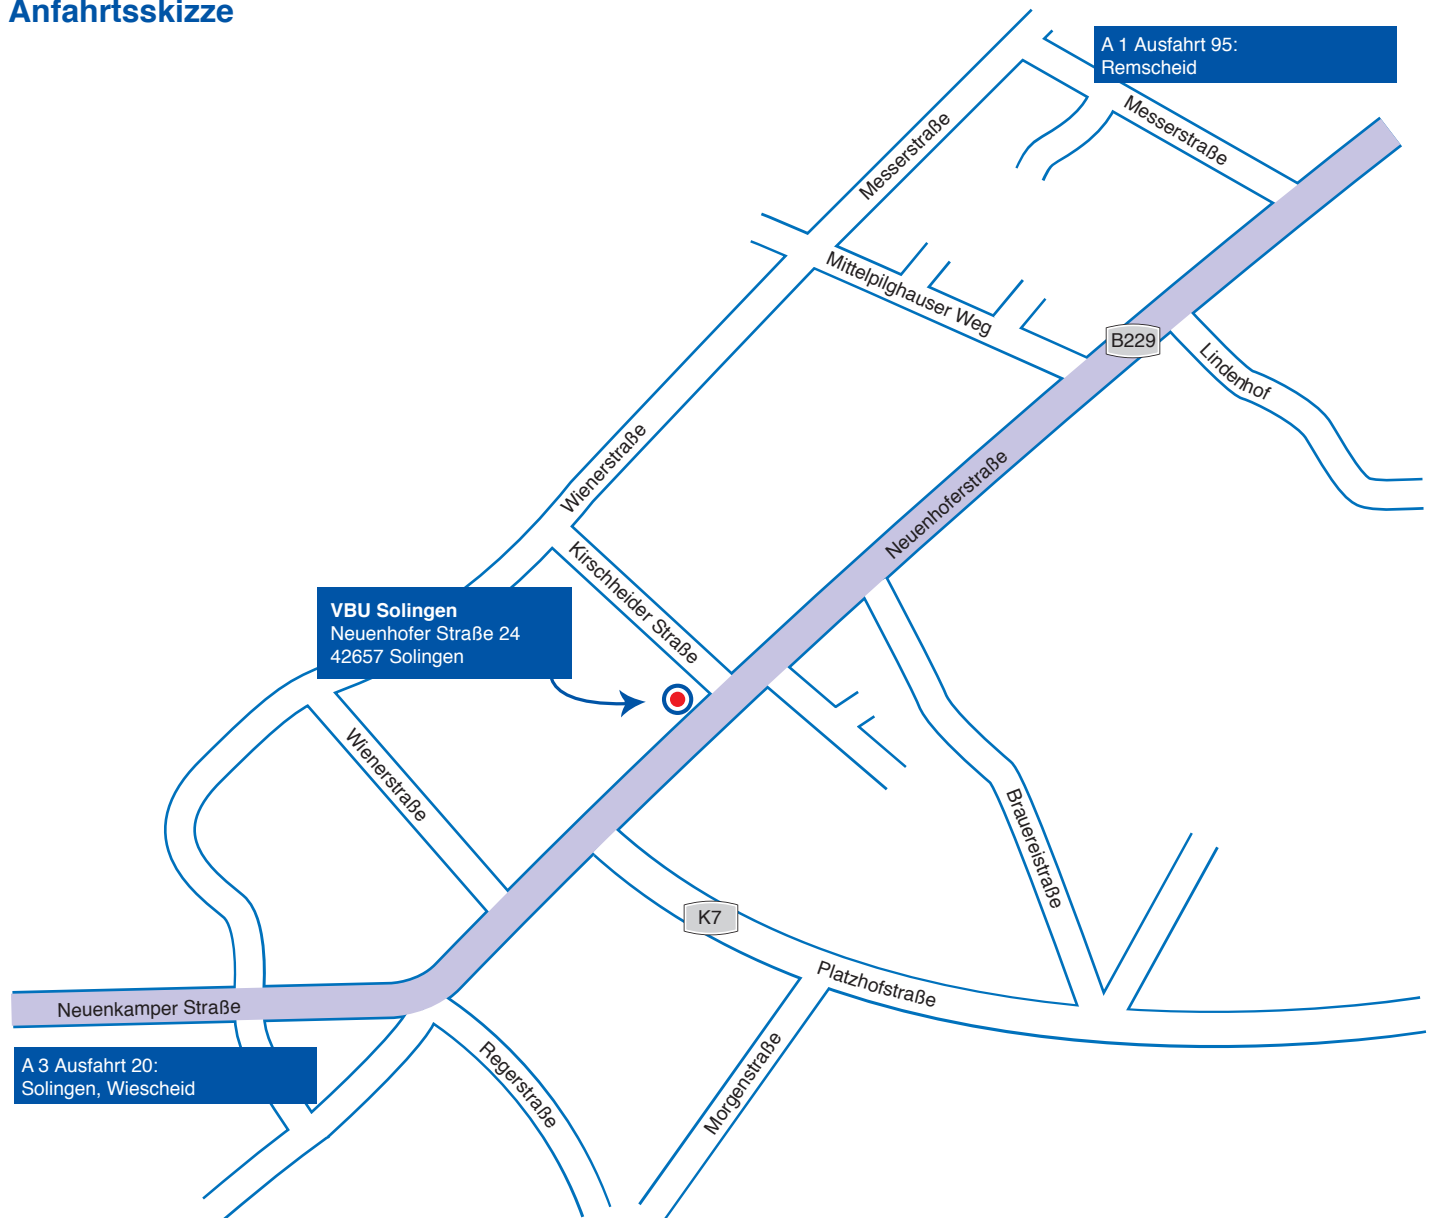 Anfahrtsskizze
A 1 Ausfahrt 95:
Remscheid
Messerstraße
Messerstraße
Mittelpilghauser Weg
B229
Lindenhof
Wienerstraße
Neuenhoferstraße
Kirschheider Straße
VBU Solingen
Neuenhofer Straße 24
42657 Solingen
Wienerstraße
Brauereistraße
K7
Platzhofstraße
Neuenkamper Straße
A 3 Ausfahrt 20:
Solingen, Wiescheid
Regerstraße
Morgenstraße